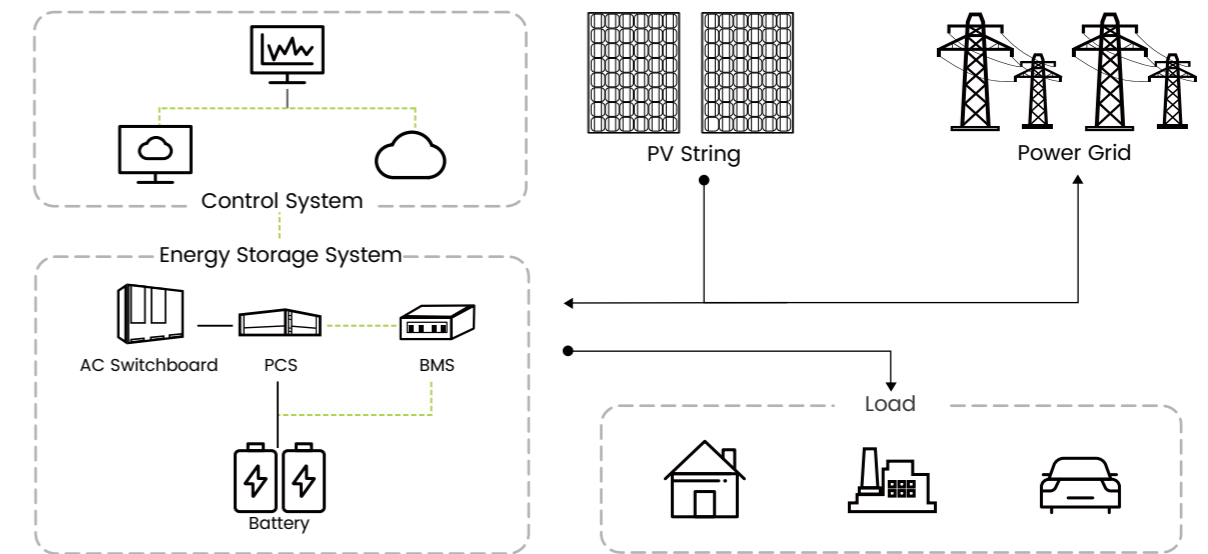 Control System
PV String
Power Grid
Energy Storage System
AC Switchboard
PCS
BMS
Battery
Load